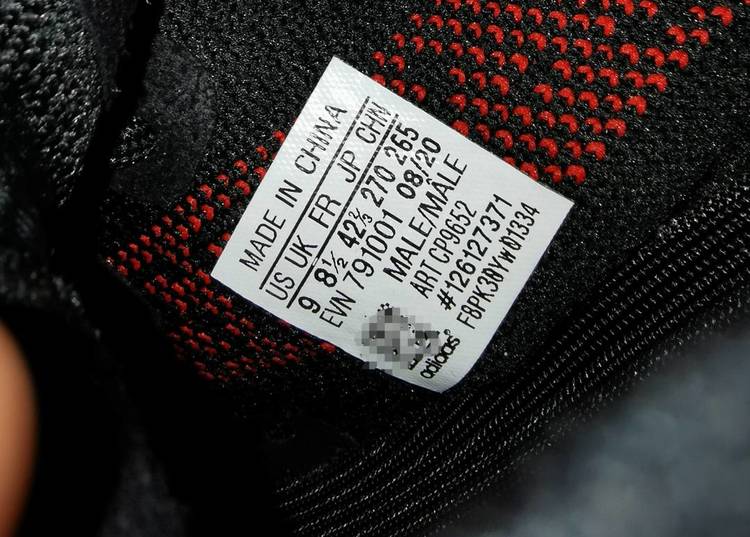 MADE IN CHINA
US UK FR JP CHN
9 8½ 42⅔ 270 265
EVN 791001 08/20
MALE/MÂLE
ART CP9652
#126127371
F8PK38YW01334
adidas®